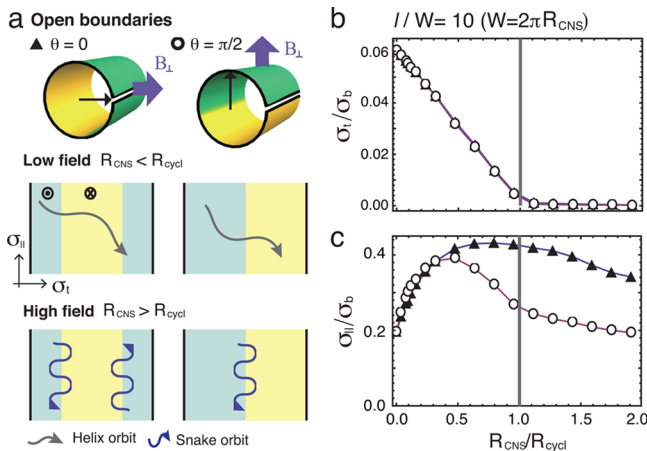 a Open boundaries
▲ θ = 0
B⊥
θ = π/2
B⊥
Low field R_CNS < R_cycl
σ_ll
σ_t
High field R_CNS > R_cycl
Helix orbit Snake orbit
b l / W = 10 (W=2πR_CNS)
σ_t/σ_b
0.06
0.04
0.02
0.00
c
σ_ll/σ_b
0.4
0.2
0.0
0.0 0.5 1.0 1.5 2.0
R_CNS/R_cycl